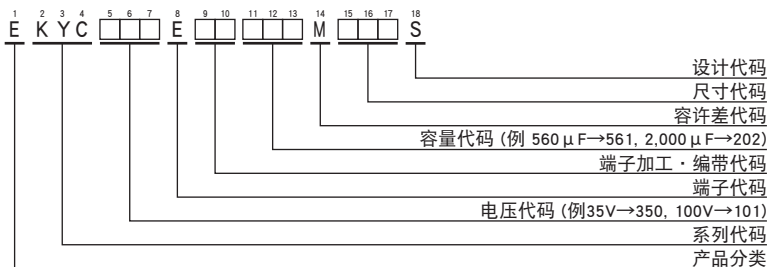 1 2 3 4 5 6 7 8 9 10 11 12 13 14 15 16 17 18
E K Y C □□□ E □□ □□□ M □□□ S
设计代码
尺寸代码
容许差代码
容量代码 (例 560μF→561, 2,000μF→202)
端子加工・编带代码
端子代码
电压代码 (例35V→350, 100V→101)
系列代码
产品分类